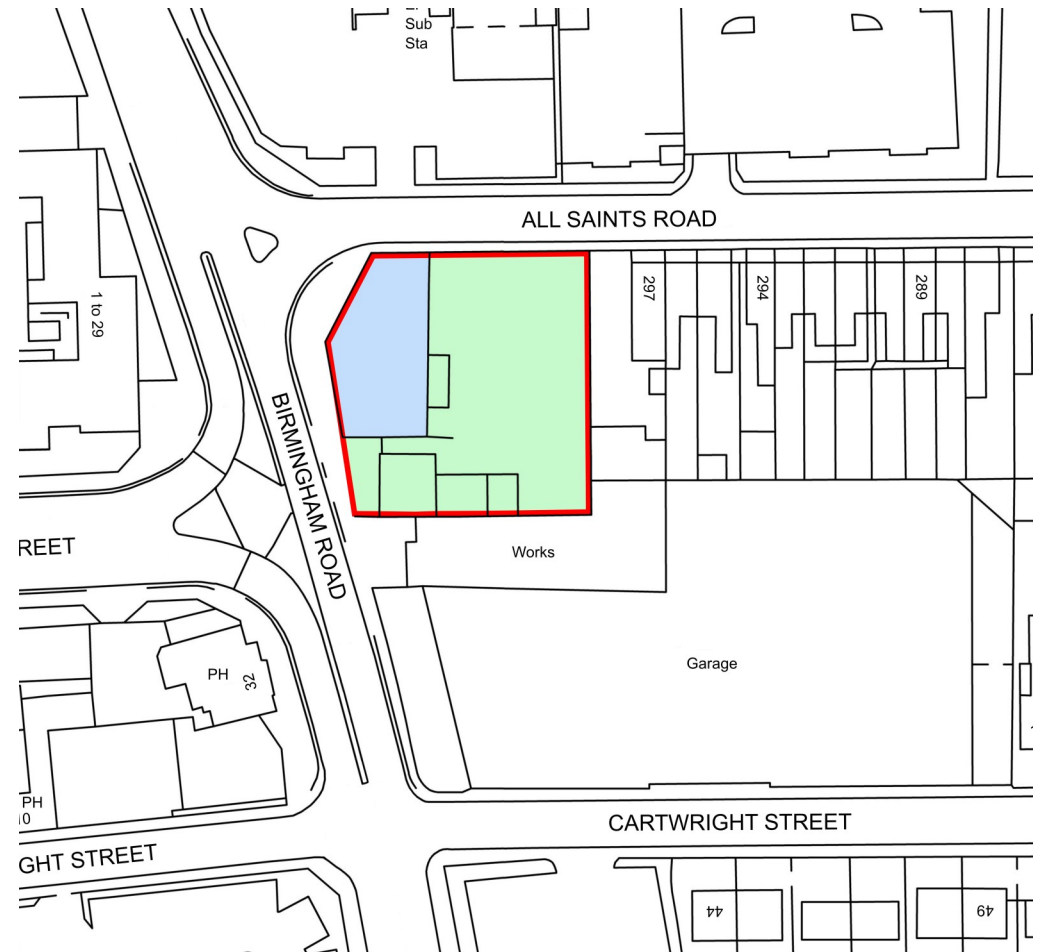 Sub
Sta
ALL SAINTS ROAD
297
294
289
1 to 29
BIRMINGHAM ROAD
REET
Works
PH
32
Garage
PH
CARTWRIGHT STREET
GHT STREET
44
49